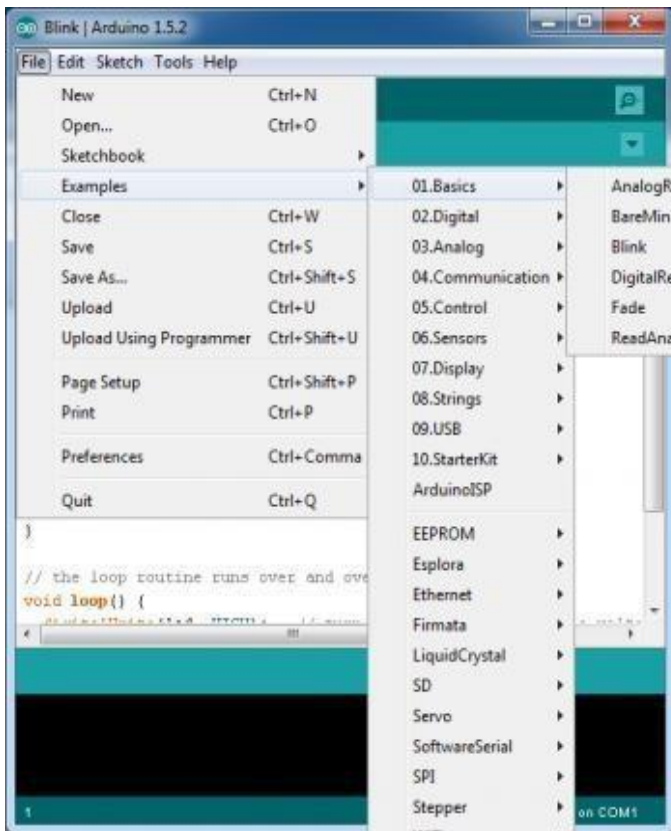 Blink | Arduino 1.5.2
File Edit Sketch Tools Help
New Ctrl+N
Open... Ctrl+O
Sketchbook
Examples
Close Ctrl+W
Save Ctrl+S
Save As... Ctrl+Shift+S
Upload Ctrl+U
Upload Using Programmer Ctrl+Shift+U
Page Setup Ctrl+Shift+P
Print Ctrl+P
Preferences Ctrl+Comma
Quit Ctrl+Q
01.Basics
02.Digital
03.Analog
04.Communication
05.Control
06.Sensors
07.Display
08.Strings
09.USB
10.StarterKit
ArduinoISP
EEPROM
Esplora
Ethernet
Firmata
LiquidCrystal
SD
Servo
SoftwareSerial
SPI
Stepper
AnalogR
BareMin
Blink
DigitalRe
Fade
ReadAna
}
// the loop routine runs over and ove
void loop() {
1
on COM1